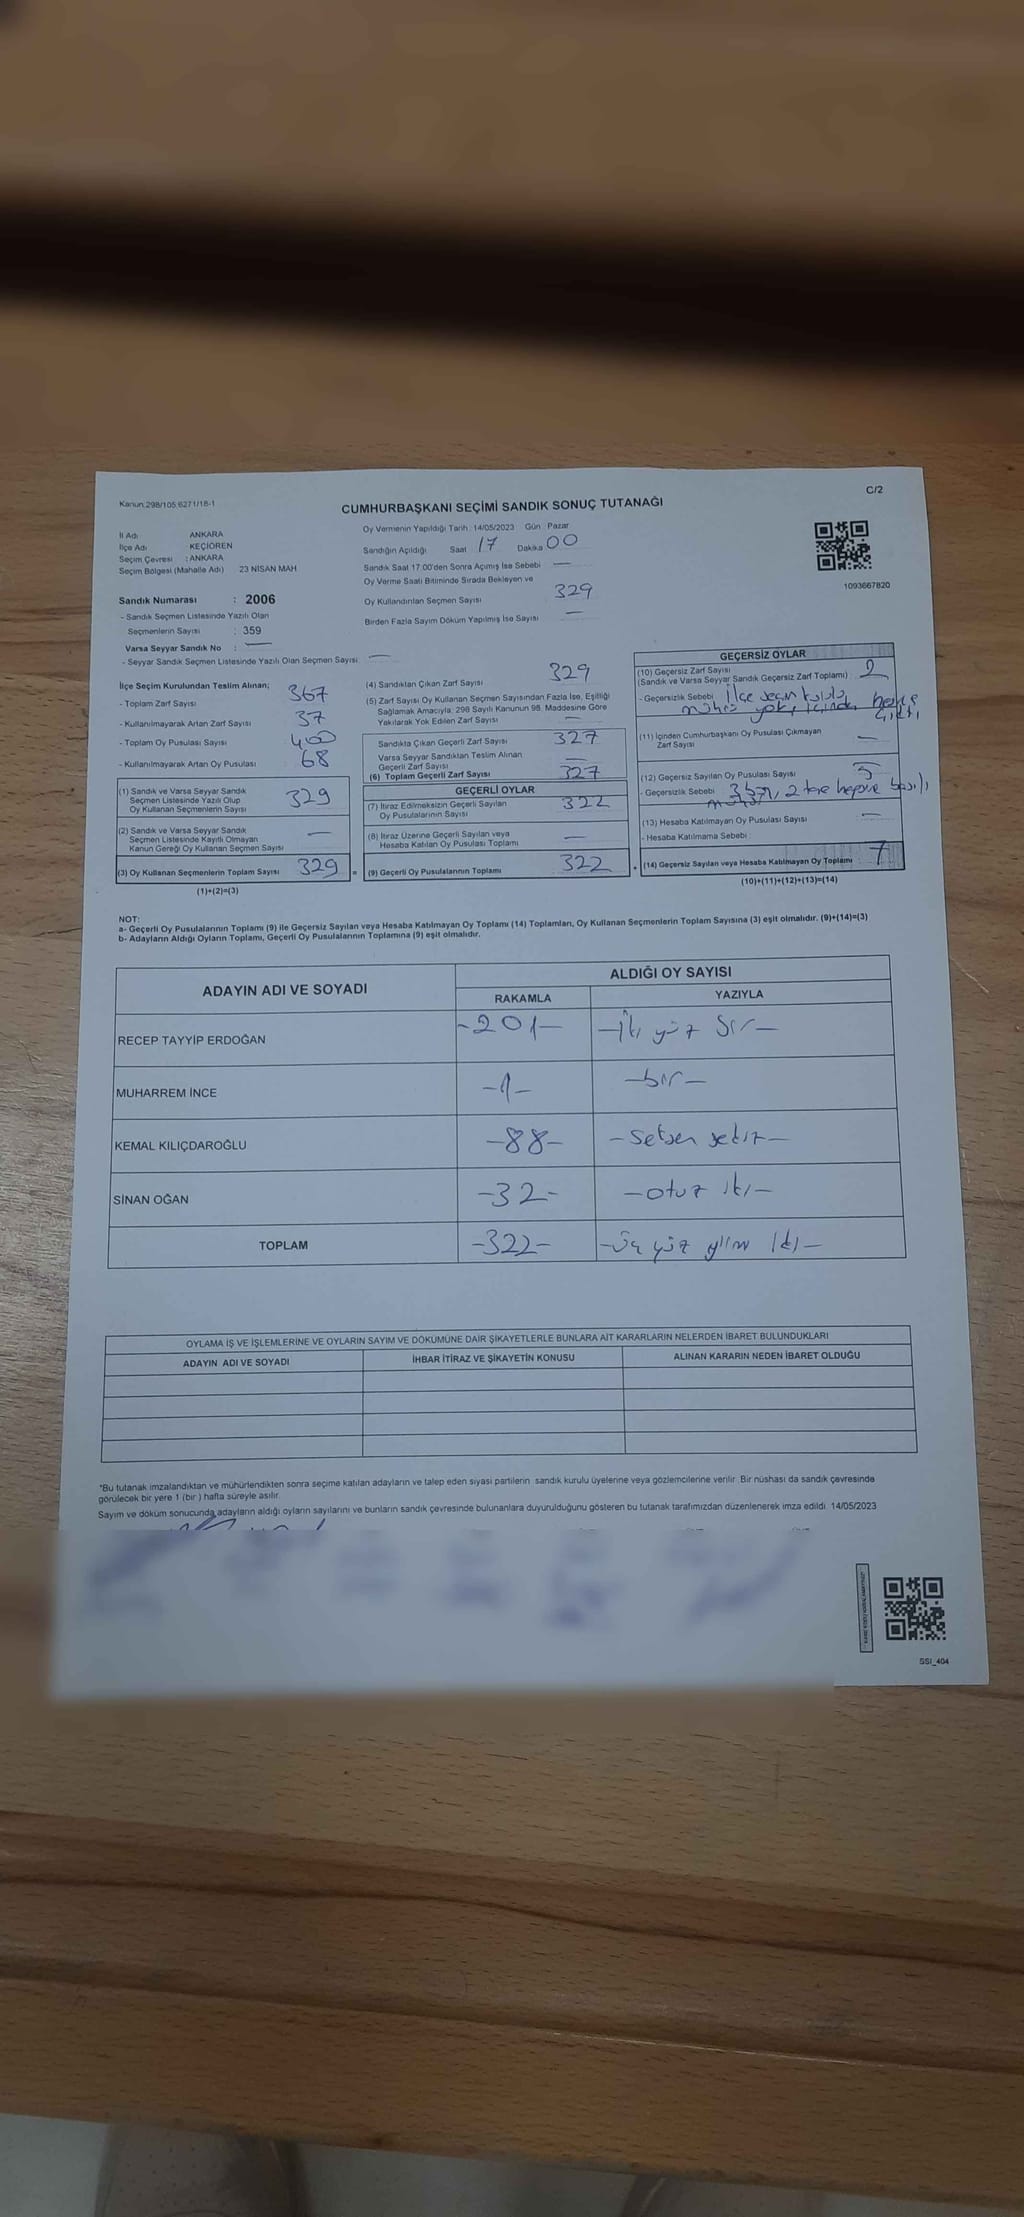 Kanun:298/105 6271/18-1
C/2
CUMHURBAŞKANI SEÇİMİ SANDIK SONUÇ TUTANAĞI
İl Adı ANKARA
İlçe Adı KEÇİÖREN
Seçim Çevresi : ANKARA
Seçim Bölgesi (Mahalle Adı) 23 NİSAN MAH
Sandık Numarası : 2006
- Sandık Seçmen Listesinde Yazılı Olan
Seçmenlerin Sayısı : 359
Varsa Seyyar Sandık No : —
- Seyyar Sandık Seçmen Listesinde Yazılı Olan Seçmen Sayısı —
Oy Vermenin Yapıldığı Tarih : 14/05/2023 Gün : Pazar
Sandığın Açıldığı Saat 17 Dakika 00
Sandık Saat 17:00'den Sonra Açımış İse Sebebi —
Oy Verme Saati Bitiminde Sırada Bekleyen ve
Oy Kullandırılan Seçmen Sayısı 329
Birden Fazla Sayım Döküm Yapılmış İse Sayısı —
1093667820
İlçe Seçim Kurulundan Teslim Alınan;
- Toplam Zarf Sayısı 367
- Kullanılmayarak Artan Zarf Sayısı 37
- Toplam Oy Pusulası Sayısı 400
- Kullanılmayarak Artan Oy Pusulası 68
(1) Sandık ve Varsa Seyyar Sandık
Seçmen Listesinde Yazılı Olup
Oy Kullanan Seçmenlerin Sayısı 329
(2) Sandık ve Varsa Seyyar Sandık
Seçmen Listesinde Kayıtlı Olmayan
Kanun Gereği Oy Kullanan Seçmen Sayısı —
(3) Oy Kullanan Seçmenlerin Toplam Sayısı 329 =
(1)+(2)=(3)
(4) Sandıktan Çıkan Zarf Sayısı 329
(5) Zarf Sayısı Oy Kullanan Seçmen Sayısından Fazla İse, Eşitliği
Sağlamak Amacıyla, 298 Sayılı Kanunun 98. Maddesine Göre
Yakılarak Yok Edilen Zarf Sayısı —
Sandıkta Çıkan Geçerli Zarf Sayısı 327
Varsa Seyyar Sandıktan Teslim Alınan
Geçerli Zarf Sayısı —
(6) Toplam Geçerli Zarf Sayısı 327
GEÇERLİ OYLAR
(7) İtiraz Edilmeksizin Geçerli Sayılan
Oy Pusulalarının Sayısı 322
(8) İtiraz Üzerine Geçerli Sayılan veya
Hesaba Katılan Oy Pusulası Toplamı —
(9) Geçerli Oy Pusulalarının Toplamı 322 +
GEÇERSİZ OYLAR
(10) Geçersiz Zarf Sayısı
(Sandık ve Varsa Seyyar Sandık Geçersiz Zarf Toplamı) 2
- Geçersizlik Sebebi İlçe seçim kurulu
mührü yok, içinden
çıktı
(11) İçinden Cumhurbaşkanı Oy Pusulası Çıkmayan
Zarf Sayısı —
(12) Geçersiz Sayılan Oy Pusulası Sayısı 5
- Geçersizlik Sebebi 2 tane hepsine basılı
(13) Hesaba Katılmayan Oy Pusulası Sayısı —
- Hesaba Katılmama Sebebi :
(14) Geçersiz Sayılan veya Hesaba Katılmayan Oy Toplamı : 7
(10)+(11)+(12)+(13)=(14)
NOT:
a- Geçerli Oy Pusulalarının Toplamı (9) ile Geçersiz Sayılan veya Hesaba Katılmayan Oy Toplamı (14) Toplamları, Oy Kullanan Seçmenlerin Toplam Sayısına (3) eşit olmalıdır. (9)+(14)=(3)
b- Adayların Aldığı Oyların Toplamı, Geçerli Oy Pusulalarının Toplamına (9) eşit olmalıdır.
ADAYIN ADI VE SOYADI
ALDIĞI OY SAYISI
RAKAMLA YAZIYLA
RECEP TAYYİP ERDOĞAN -201- -iki yüz bir-
MUHARREM İNCE -1- -bir-
KEMAL KILIÇDAROĞLU -88- -seksen sekiz-
SİNAN OĞAN -32- -otuz iki-
TOPLAM -322- -üç yüz yirmi iki-
OYLAMA İŞ VE İŞLEMLERİNE VE OYLARIN SAYIM VE DÖKÜMÜNE DAİR ŞİKAYETLERLE BUNLARA AİT KARARLARIN NELERDEN İBARET BULUNDUKLARI
ADAYIN ADI VE SOYADI İHBAR İTİRAZ VE ŞİKAYETİN KONUSU ALINAN KARARIN NEDEN İBARET OLDUĞU
*Bu tutanak imzalandıktan ve mühürlendikten sonra seçime katılan adayların ve talep eden siyasi partilerin sandık kurulu üyelerine veya gözlemcilerine verilir. Bir nüshası da sandık çevresinde
görülecek bir yere 1 (bir ) hafta süreyle asılır.
Sayım ve döküm sonucunda adayların aldığı oyların sayılarını ve bunların sandık çevresinde bulunanlara duyurulduğunu gösteren bu tutanak tarafımızdan düzenlenerek imza edildi. 14/05/2023
SSI_404